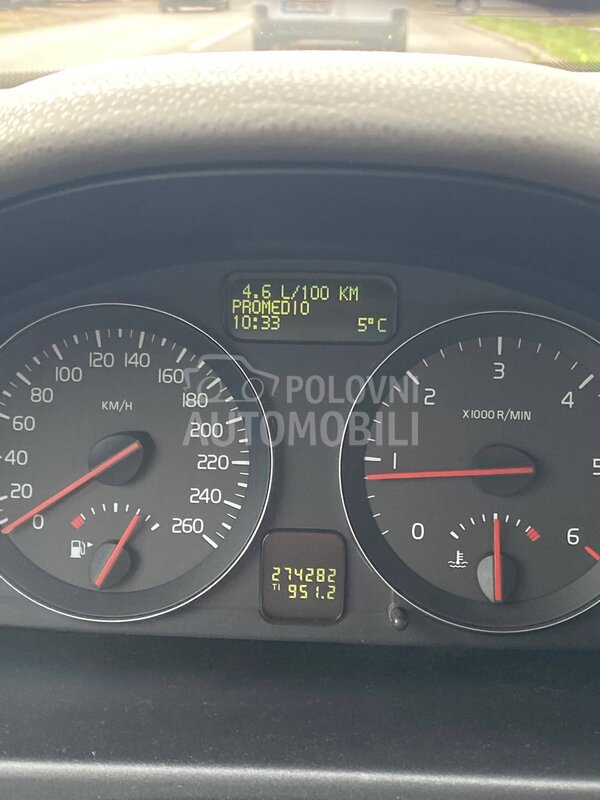 4.6 L/100 KM
PROMEDIO
10:33 5°C
0 20 40 60 80 100 120 140 160 180 200 220 240 260
KM/H
0 1 2 3 4 5 6
X1000 R/MIN
POLOVNI
AUTOMOBILI
274282
T1 951.2